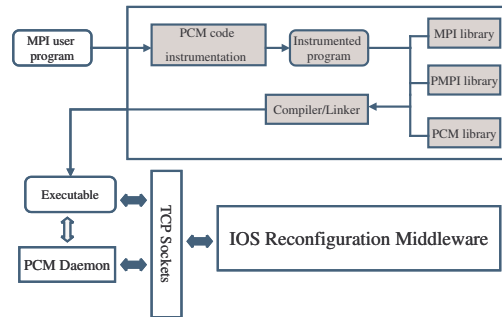 MPI user
program
PCM code
instrumentation
Instrumented
program
MPI library
PMPI library
PCM library
Compiler/Linker
Executable
PCM Daemon
TCP Sockets
IOS Reconfiguration Middleware